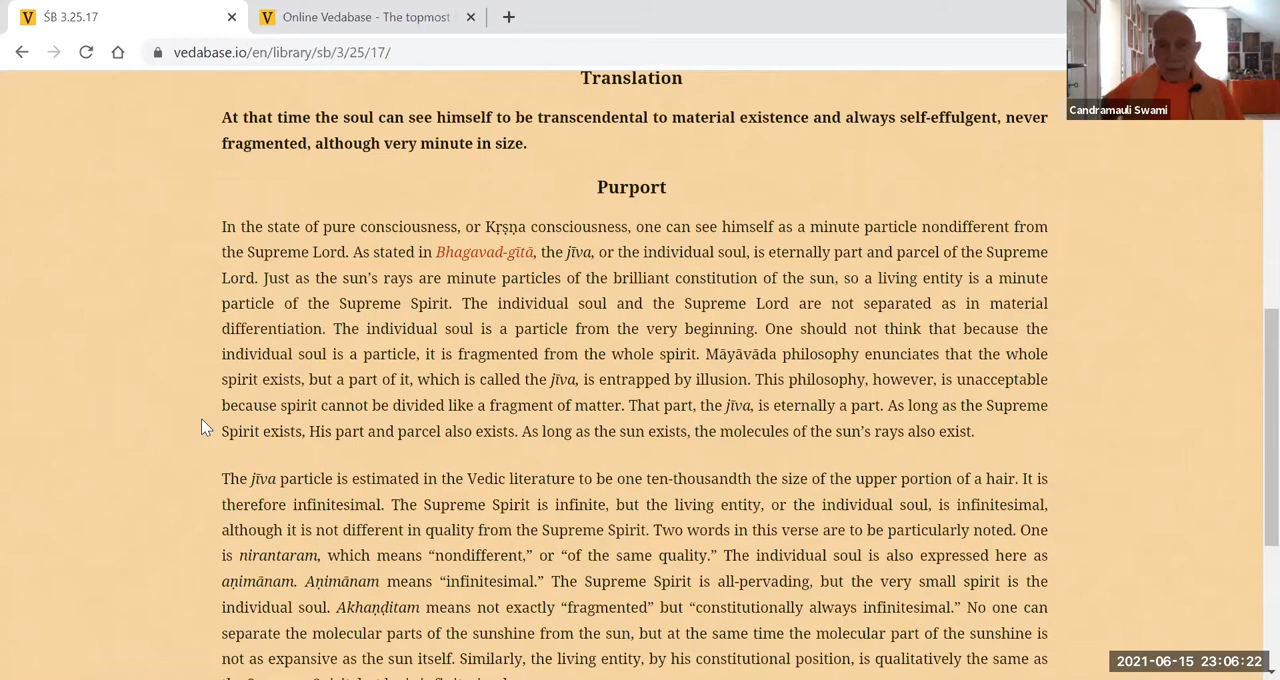 ŚB 3.25.17
Online Vedabase - The topmost
vedabase.io/en/library/sb/3/25/17/
Candramauli Swami
Translation
At that time the soul can see himself to be transcendental to material existence and always self-effulgent, never
fragmented, although very minute in size.
Purport
In the state of pure consciousness, or Kṛṣṇa consciousness, one can see himself as a minute particle nondifferent from
the Supreme Lord. As stated in Bhagavad-gītā, the jīva, or the individual soul, is eternally part and parcel of the Supreme
Lord. Just as the sun’s rays are minute particles of the brilliant constitution of the sun, so a living entity is a minute
particle of the Supreme Spirit. The individual soul and the Supreme Lord are not separated as in material
differentiation. The individual soul is a particle from the very beginning. One should not think that because the
individual soul is a particle, it is fragmented from the whole spirit. Māyāvāda philosophy enunciates that the whole
spirit exists, but a part of it, which is called the jīva, is entrapped by illusion. This philosophy, however, is unacceptable
because spirit cannot be divided like a fragment of matter. That part, the jīva, is eternally a part. As long as the Supreme
Spirit exists, His part and parcel also exists. As long as the sun exists, the molecules of the sun’s rays also exist.
The jīva particle is estimated in the Vedic literature to be one ten-thousandth the size of the upper portion of a hair. It is
therefore infinitesimal. The Supreme Spirit is infinite, but the living entity, or the individual soul, is infinitesimal,
although it is not different in quality from the Supreme Spirit. Two words in this verse are to be particularly noted. One
is nirantaram, which means “nondifferent,” or “of the same quality.” The individual soul is also expressed here as
aṇimānam. Aṇimānam means “infinitesimal.” The Supreme Spirit is all-pervading, but the very small spirit is the
individual soul. Akhaṇḍitam means not exactly “fragmented” but “constitutionally always infinitesimal.” No one can
separate the molecular parts of the sunshine from the sun, but at the same time the molecular part of the sunshine is
not as expansive as the sun itself. Similarly, the living entity, by his constitutional position, is qualitatively the same as
2021-06-15 23:06:22